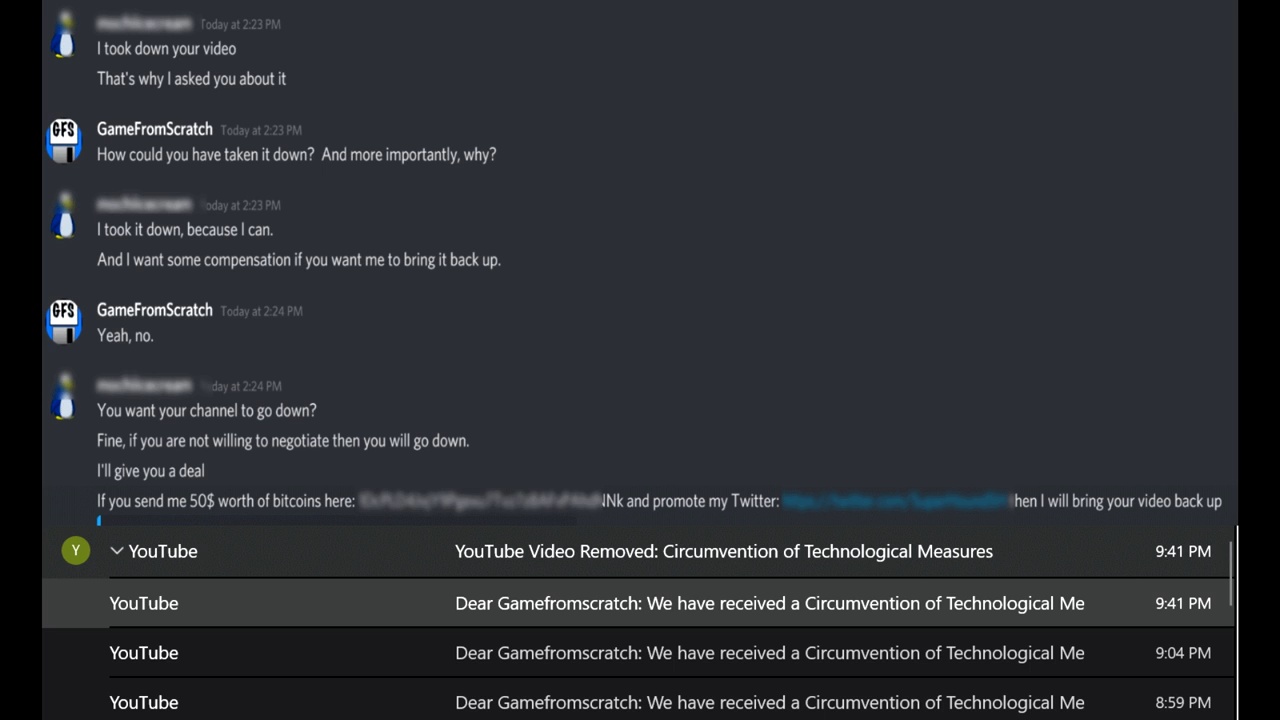 Today at 2:23 PM
I took down your video
That's why I asked you about it
GFS
GameFromScratch Today at 2:23 PM
How could you have taken it down? And more importantly, why?
oday at 2:23 PM
I took it down, because I can.
And I want some compensation if you want me to bring it back up.
GFS
GameFromScratch Today at 2:24 PM
Yeah, no.
day at 2:24 PM
You want your channel to go down?
Fine, if you are not willing to negotiate then you will go down.
I'll give you a deal
If you send me 50$ worth of bitcoins here: Nk and promote my Twitter: then I will bring your video back up
Y YouTube YouTube Video Removed: Circumvention of Technological Measures 9:41 PM
YouTube Dear Gamefromscratch: We have received a Circumvention of Technological Me 9:41 PM
YouTube Dear Gamefromscratch: We have received a Circumvention of Technological Me 9:04 PM
YouTube Dear Gamefromscratch: We have received a Circumvention of Technological Me 8:59 PM